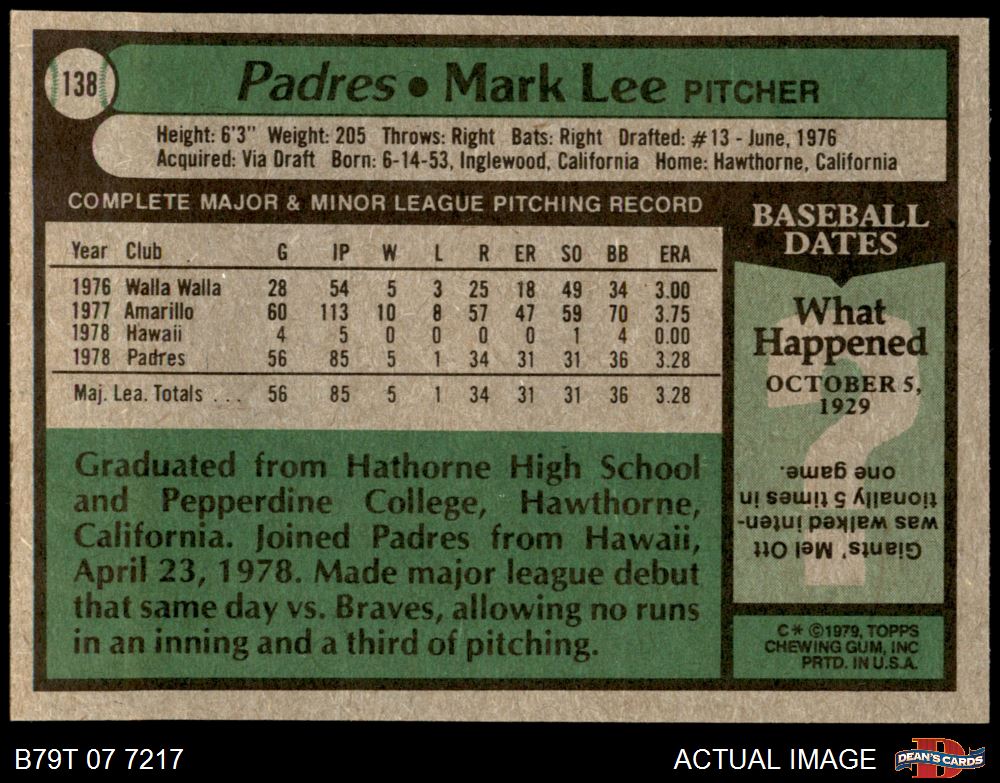 138
Padres • Mark Lee PITCHER
Height: 6'3" Weight: 205 Throws: Right Bats: Right Drafted: #13 - June, 1976
Acquired: Via Draft Born: 6-14-53, Inglewood, California Home: Hawthorne, California
COMPLETE MAJOR & MINOR LEAGUE PITCHING RECORD
Year Club G IP W L R ER SO BB ERA
1976 Walla Walla 28 54 5 3 25 18 49 34 3.00
1977 Amarillo 60 113 10 8 57 47 59 70 3.75
1978 Hawaii 4 5 0 0 0 0 1 4 0.00
1978 Padres 56 85 5 1 34 31 31 36 3.28
Maj. Lea. Totals ... 56 85 5 1 34 31 31 36 3.28
Graduated from Hathorne High School
and Pepperdine College, Hawthorne,
California. Joined Padres from Hawaii,
April 23, 1978. Made major league debut
that same day vs. Braves, allowing no runs
in an inning and a third of pitching.
BASEBALL
DATES
What
Happened
OCTOBER 5,
1929
Giants' Mel Ott
was walked inten-
tionally 5 times in
one game.
C* ©1979, TOPPS
CHEWING GUM, INC
PRTD. IN U.S.A.
B79T 07 7217
ACTUAL IMAGE
DEAN'S CARDS